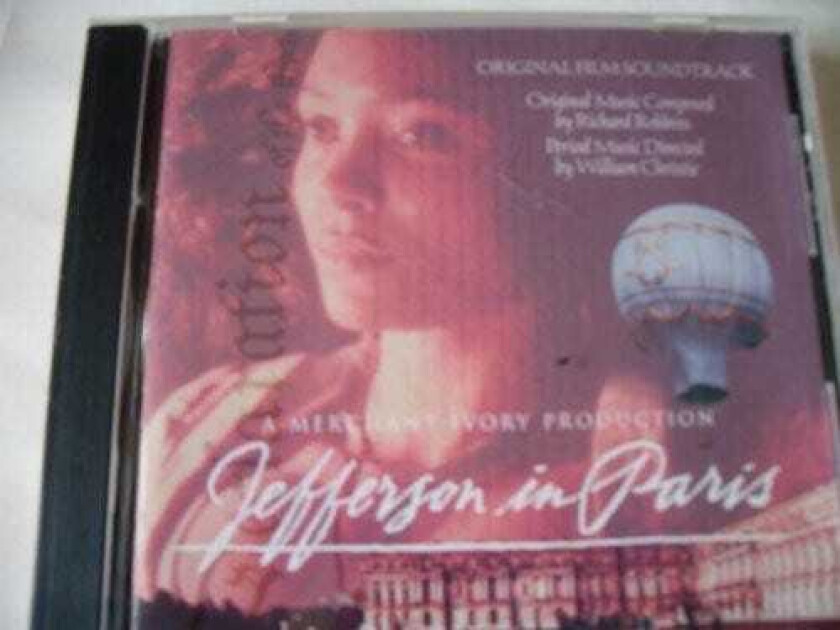 ORIGINAL FILM SOUNDTRACK
Original Music Composed
by Richard Robbins
Period Music Directed
by William Christie
A MERCHANT IVORY PRODUCTION
Jefferson in Paris